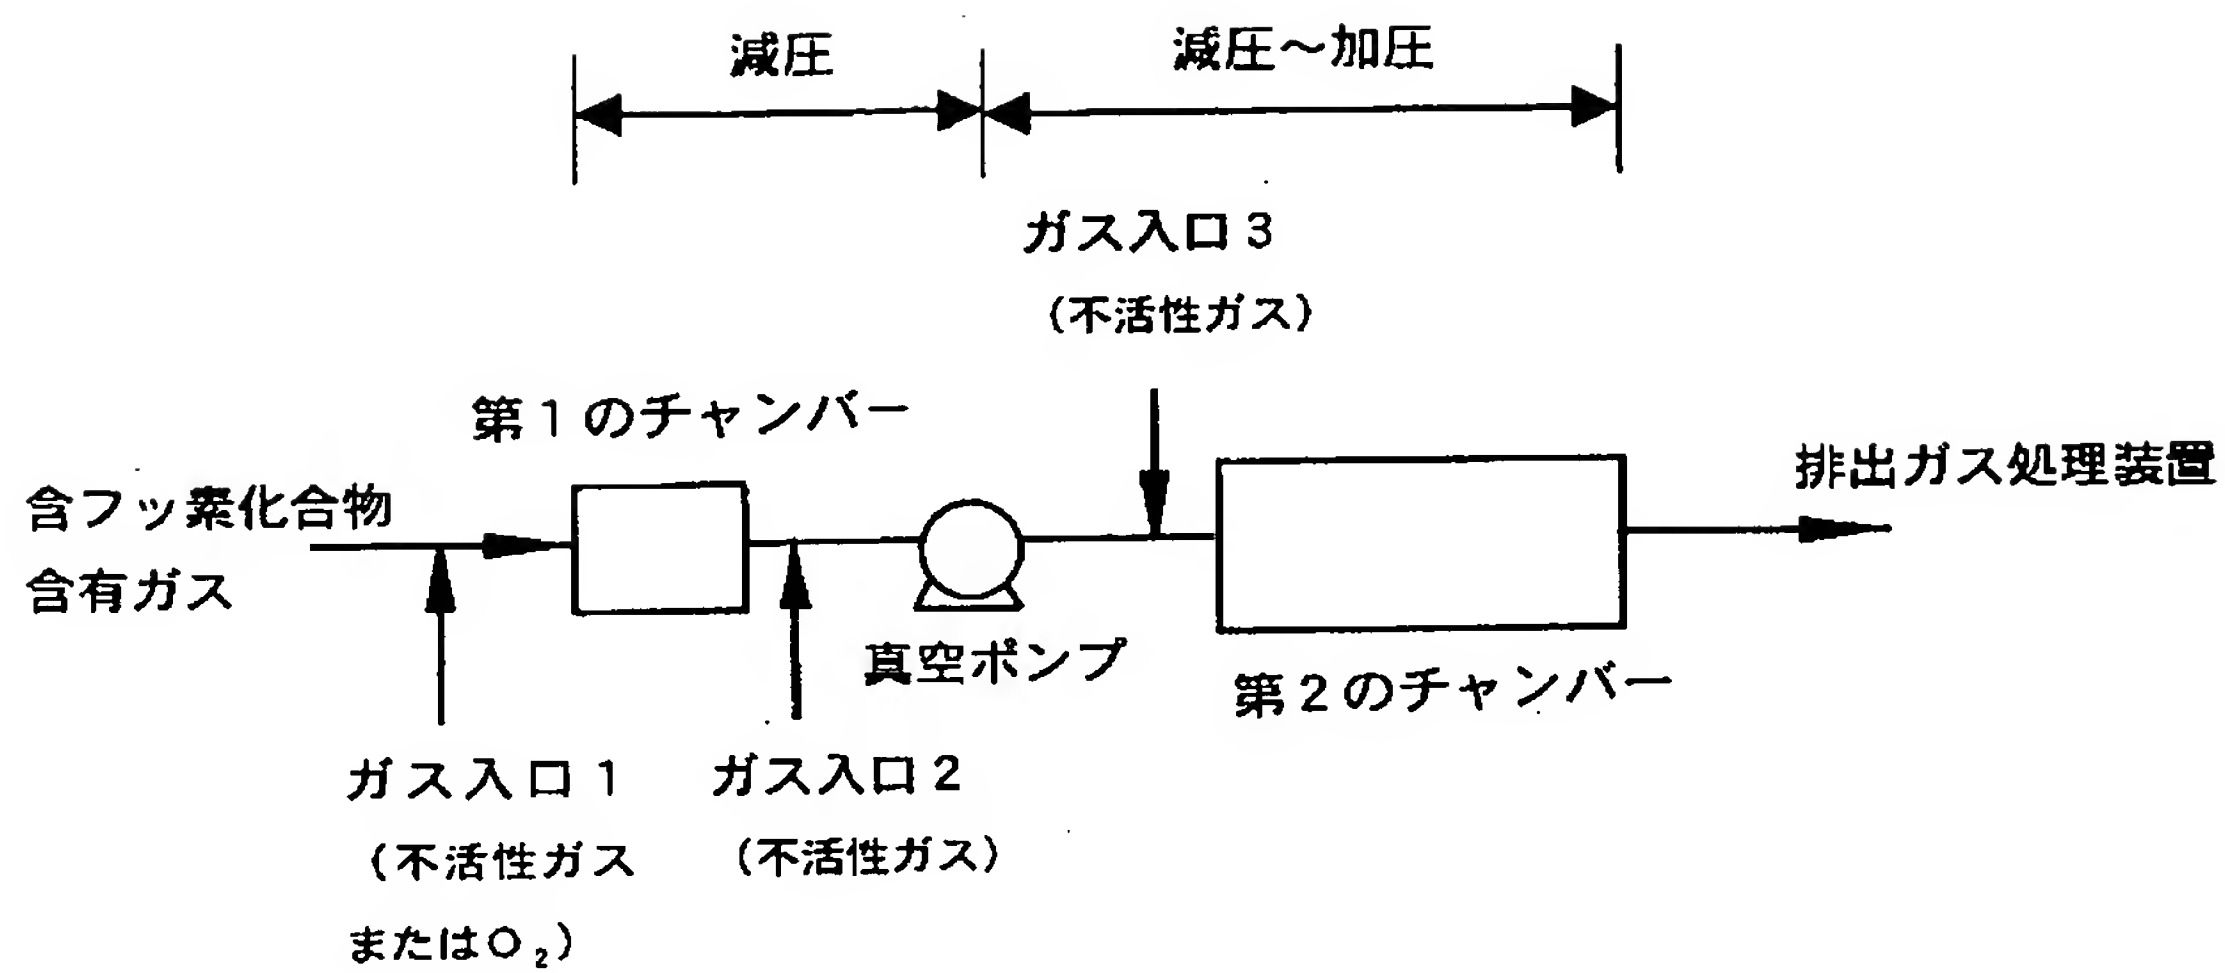 減圧
減圧～加圧
ガス入口３
（不活性ガス）
第１のチャンバー
排出ガス処理装置
含フッ素化合物
含有ガス
真空ポンプ
第２のチャンバー
ガス入口１
（不活性ガス
またはＯ₂）
ガス入口２
（不活性ガス）